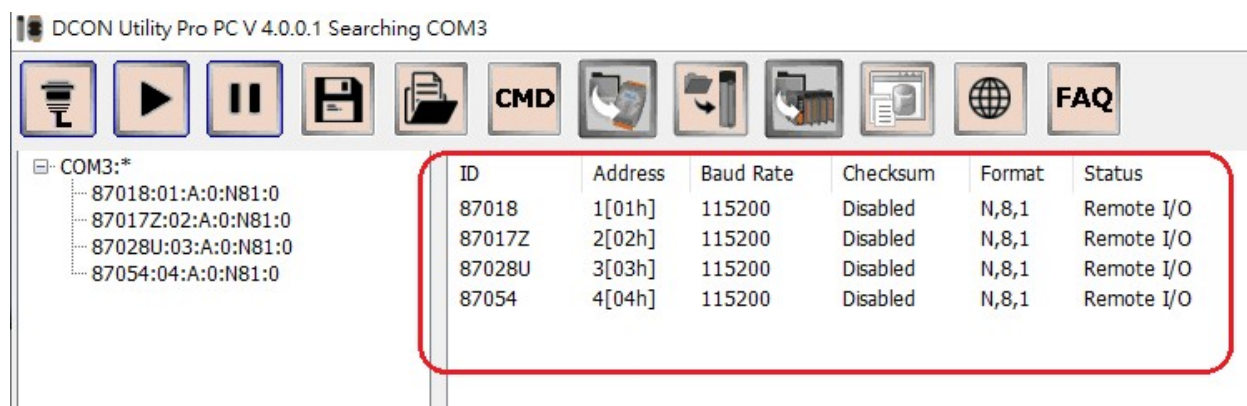 DCON Utility Pro PC V 4.0.0.1 Searching COM3
CMD FAQ
COM3:*
87018:01:A:0:N81:0
87017Z:02:A:0:N81:0
87028U:03:A:0:N81:0
87054:04:A:0:N81:0
ID Address Baud Rate Checksum Format Status
87018 1[01h] 115200 Disabled N,8,1 Remote I/O
87017Z 2[02h] 115200 Disabled N,8,1 Remote I/O
87028U 3[03h] 115200 Disabled N,8,1 Remote I/O
87054 4[04h] 115200 Disabled N,8,1 Remote I/O